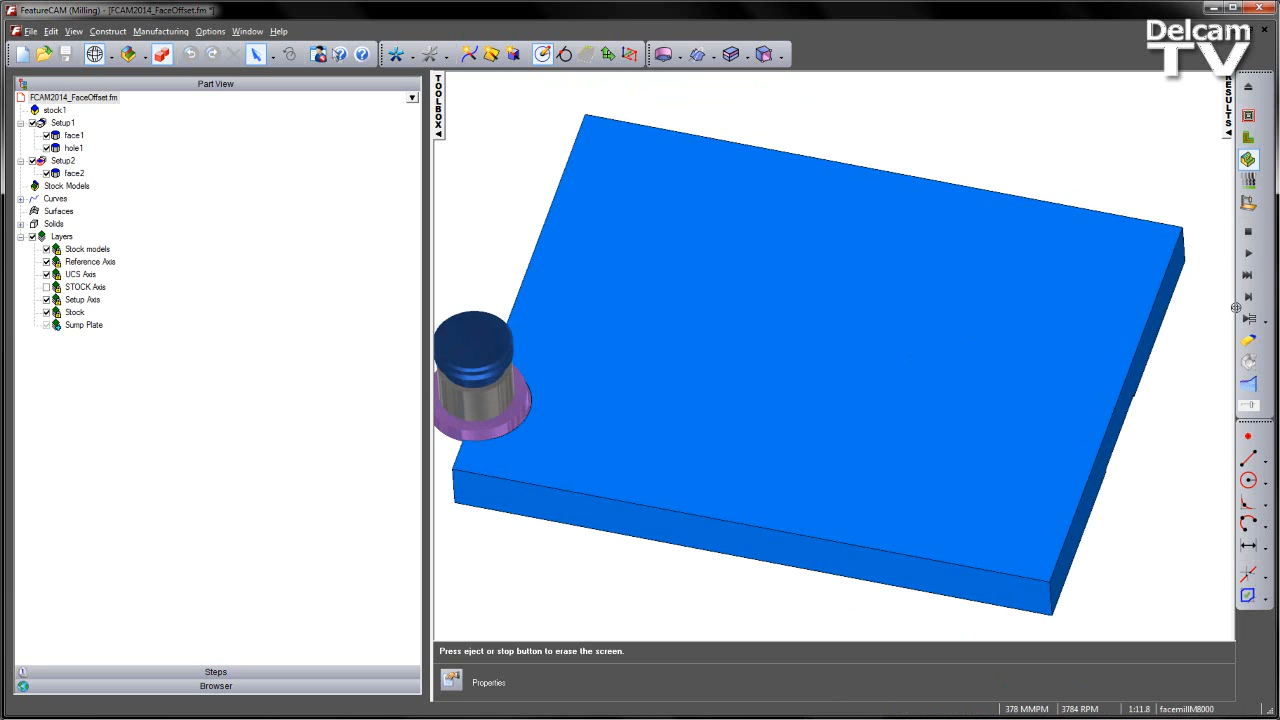 FeatureCAM (Milling) - [FCAM2014_FaceOffset.fm *]
File Edit View Construct Manufacturing Options Window Help
Delcam
TV
Part View
FCAM2014_FaceOffset.fm
stock1
Setup1
face1
hole1
Setup2
face2
Stock Models
Curves
Surfaces
Solids
Layers
Stock models
Reference Axis
UCS Axis
STOCK Axis
Setup Axis
Stock
Sump Plate
Steps
Browser
TOOLBOX
RESULTS
Press eject or stop button to erase the screen.
Properties
378 MMPM 3784 RPM 1:11.8 facemillM8000